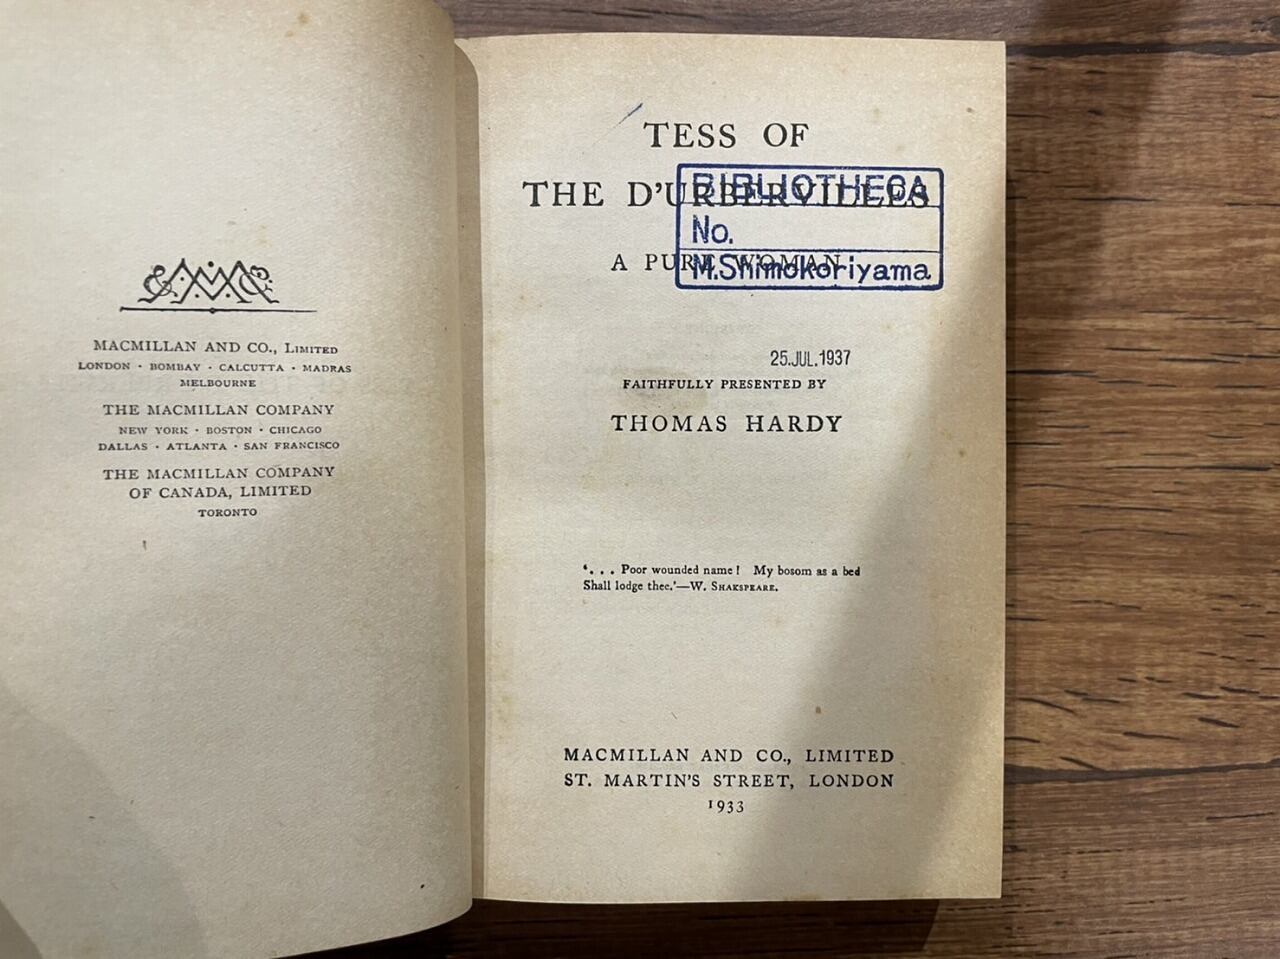 MACMILLAN AND CO., LIMITED
LONDON · BOMBAY · CALCUTTA · MADRAS
MELBOURNE
THE MACMILLAN COMPANY
NEW YORK · BOSTON · CHICAGO
DALLAS · ATLANTA · SAN FRANCISCO
THE MACMILLAN COMPANY
OF CANADA, LIMITED
TORONTO
TESS OF
THE D'URBERVILLES
BIBLIOTHECA
No.
A PURE WOMAN
M.Shimokoriyama
25.JUL.1937
FAITHFULLY PRESENTED BY
THOMAS HARDY
'. . . Poor wounded name! My bosom as a bed
Shall lodge thee.'—W. SHAKSPEARE.
MACMILLAN AND CO., LIMITED
ST. MARTIN'S STREET, LONDON
1933